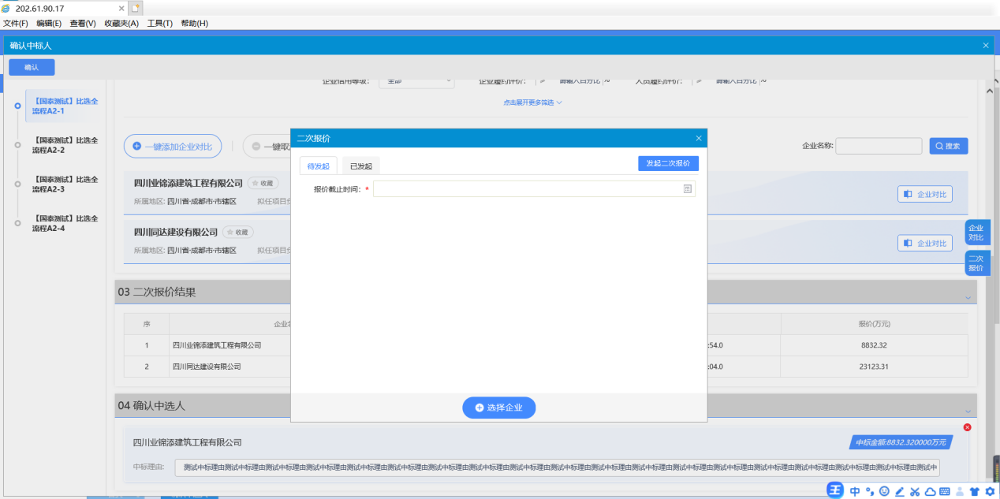 202.61.90.17
文件(F) 编辑(E) 查看(V) 收藏夹(A) 工具(T) 帮助(H)
确认中标人
确认
企业信用等级: 全部 企业履约评价: 请输入百分比 % 人员履约评价: 请输入百分比 %
点击展开更多筛选
【国泰测试】比选全
流程A2-1
【国泰测试】比选全
流程A2-2
【国泰测试】比选全
流程A2-3
【国泰测试】比选全
流程A2-4
一键添加企业对比 一键取
企业名称: 搜索
四川业锦添建筑工程有限公司 收藏
所属地区: 四川省·成都市·市辖区 拟任项目负
企业对比
四川同达建设有限公司 收藏
所属地区: 四川省·成都市·市辖区 拟任项目负
企业对比
企业
对比
二次
报价
二次报价
待发起 已发起 发起二次报价
报价截止时间: *
选择企业
03 二次报价结果
序 企业名 报价(万元)
1 四川业锦添建筑工程有限公司 :54.0 8832.32
2 四川同达建设有限公司 :04.0 23123.31
04 确认中选人
四川业锦添建筑工程有限公司 中标金额:8832.320000万元
中标理由: 测试中标理由测试中标理由测试中标理由测试中标理由测试中标理由测试中标理由测试中标理由测试中标理由测试中标理由测试中标理由测试中标理由测试中标理由测试中标理由测试中标理由测试中标理由测试中标理由测试中标理由测试中标理由测试中
王 中